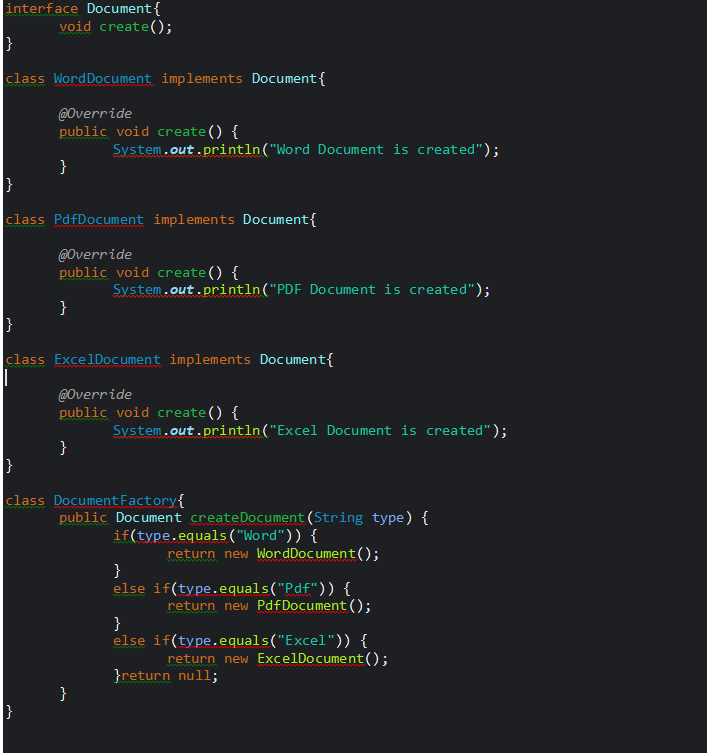 interface Document{
void create();
}
class WordDocument implements Document{
@Override
public void create() {
System.out.println("Word Document is created");
}
}
class PdfDocument implements Document{
@Override
public void create() {
System.out.println("PDF Document is created");
}
}
class ExcelDocument implements Document{
@Override
public void create() {
System.out.println("Excel Document is created");
}
}
class DocumentFactory{
public Document createDocument(String type) {
if(type.equals("Word")) {
return new WordDocument();
}
else if(type.equals("Pdf")) {
return new PdfDocument();
}
else if(type.equals("Excel")) {
return new ExcelDocument();
}return null;
}
}